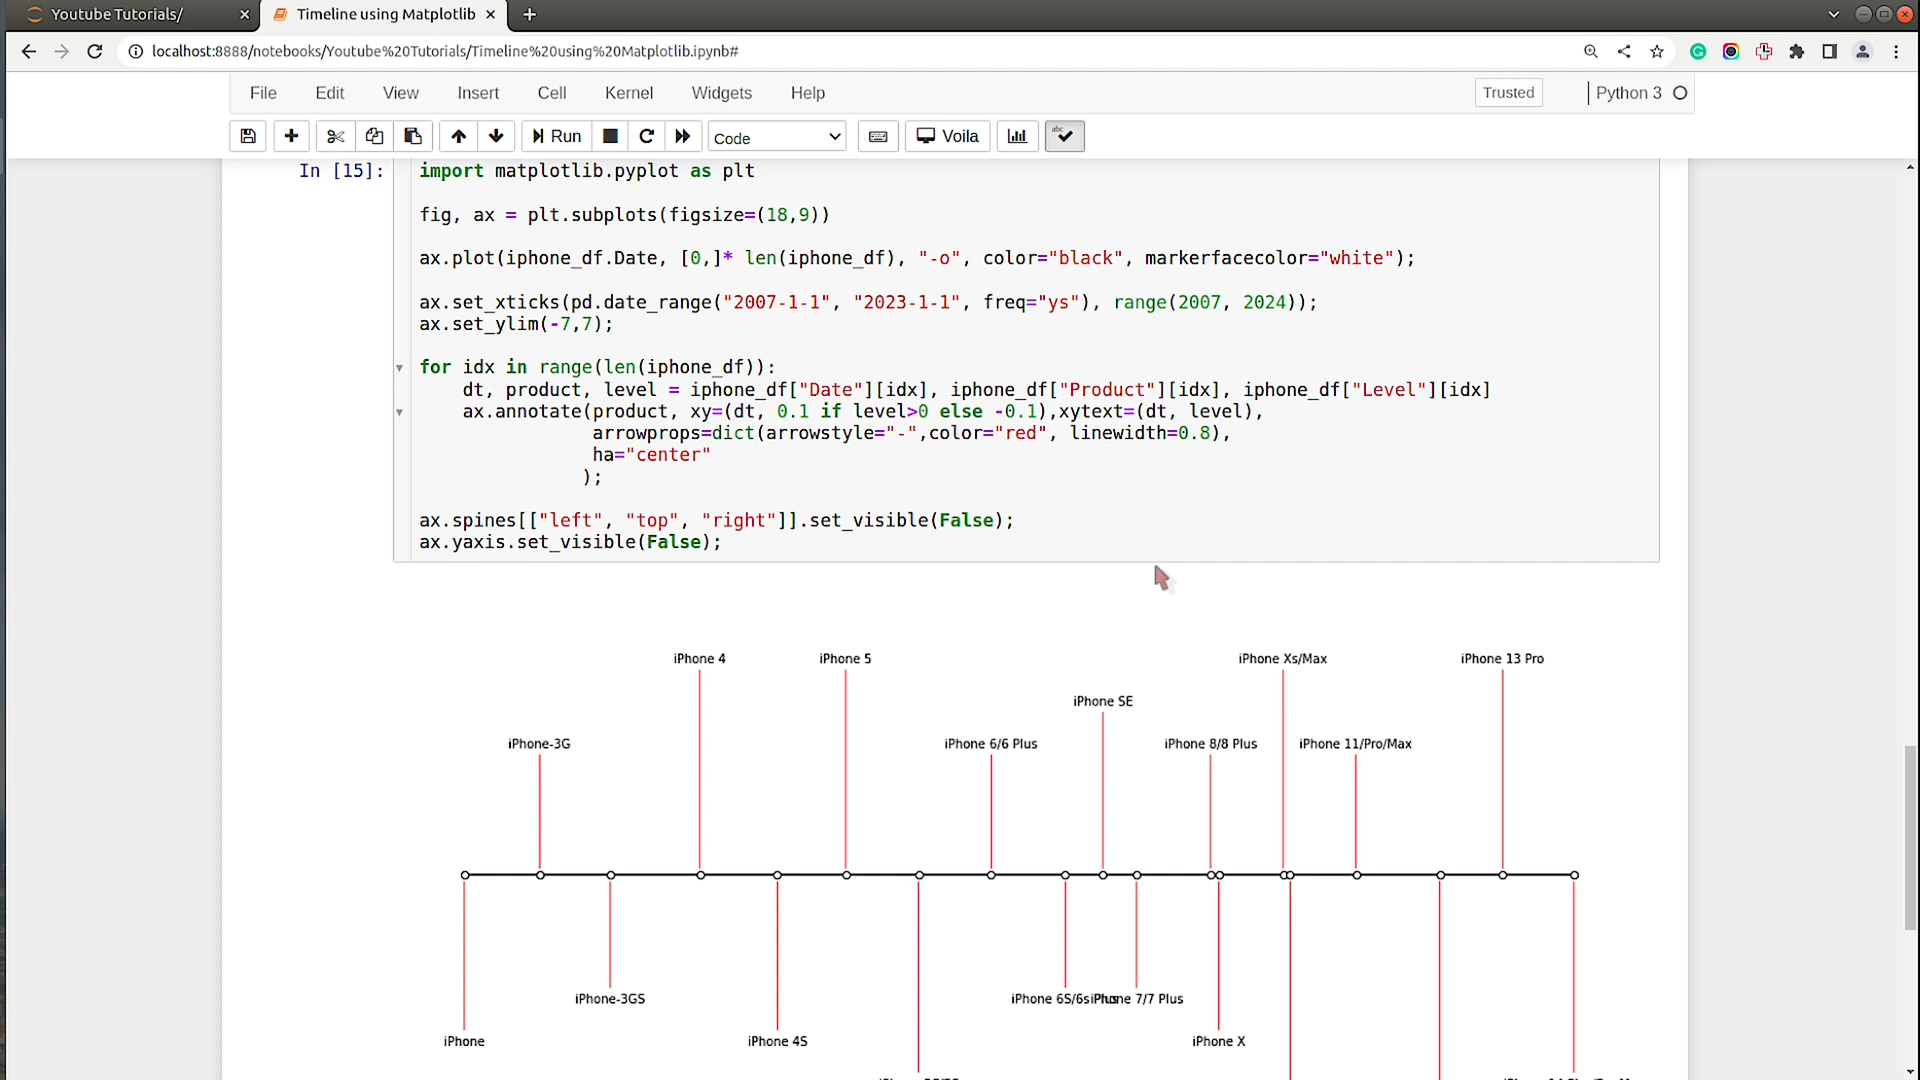 Youtube Tutorials/
Timeline using Matplotlib
localhost:8888/notebooks/Youtube%20Tutorials/Timeline%20using%20Matplotlib.ipynb#
File Edit View Insert Cell Kernel Widgets Help
Trusted
Python 3
Run
Code
Voila
In [15]:
import matplotlib.pyplot as plt
fig, ax = plt.subplots(figsize=(18,9))
ax.plot(iphone_df.Date, [0,]* len(iphone_df), "-o", color="black", markerfacecolor="white");
ax.set_xticks(pd.date_range("2007-1-1", "2023-1-1", freq="ys"), range(2007, 2024));
ax.set_ylim(-7,7);
for idx in range(len(iphone_df)):
dt, product, level = iphone_df["Date"][idx], iphone_df["Product"][idx], iphone_df["Level"][idx]
ax.annotate(product, xy=(dt, 0.1 if level>0 else -0.1),xytext=(dt, level),
arrowprops=dict(arrowstyle="-",color="red", linewidth=0.8),
ha="center"
);
ax.spines[["left", "top", "right"]].set_visible(False);
ax.yaxis.set_visible(False);
iPhone 4
iPhone 5
iPhone Xs/Max
iPhone 13 Pro
iPhone SE
iPhone-3G
iPhone 6/6 Plus
iPhone 8/8 Plus
iPhone 11/Pro/Max
iPhone-3GS
iPhone 6S/6s Plus
iPhone 7/7 Plus
iPhone
iPhone 4S
iPhone X